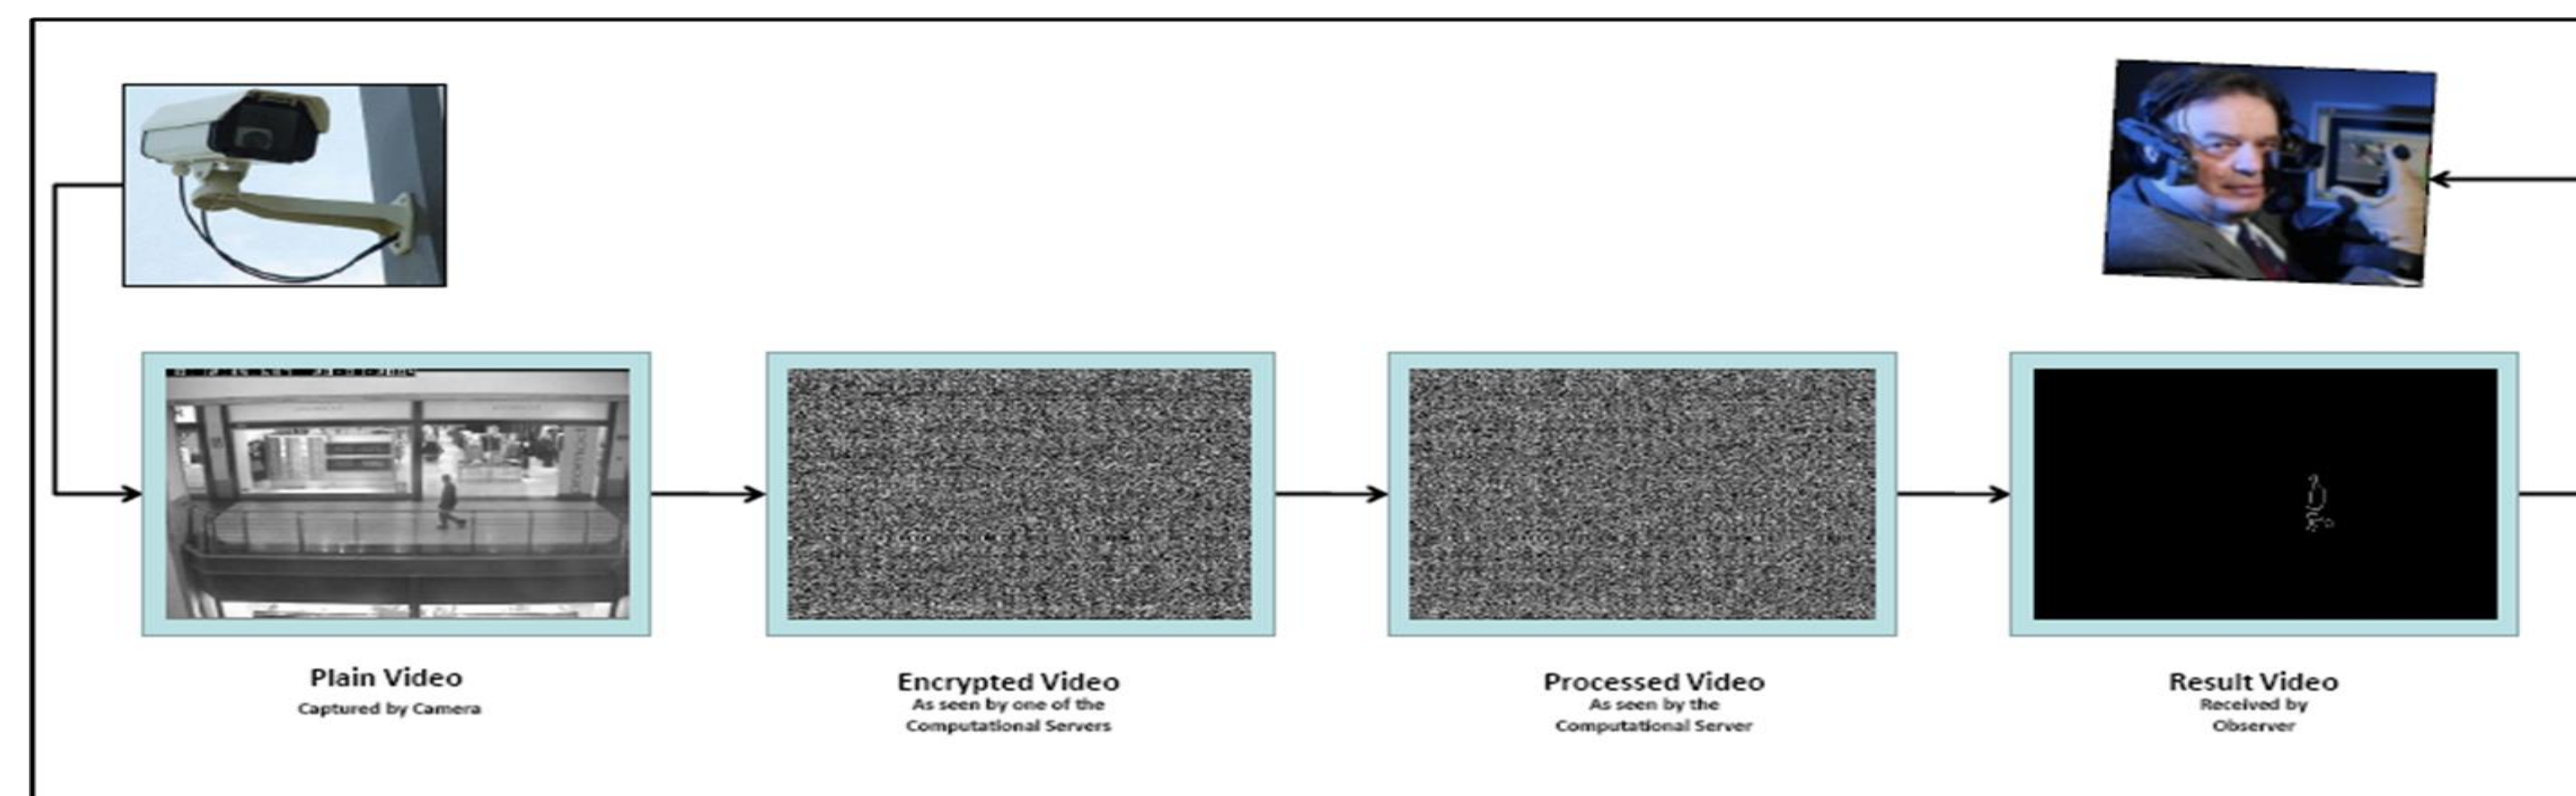 Plain Video
Captured by Camera
Encrypted Video
As seen by one of the
Computational Servers
Processed Video
As seen by the
Computational Server
Result Video
Received by
Observer